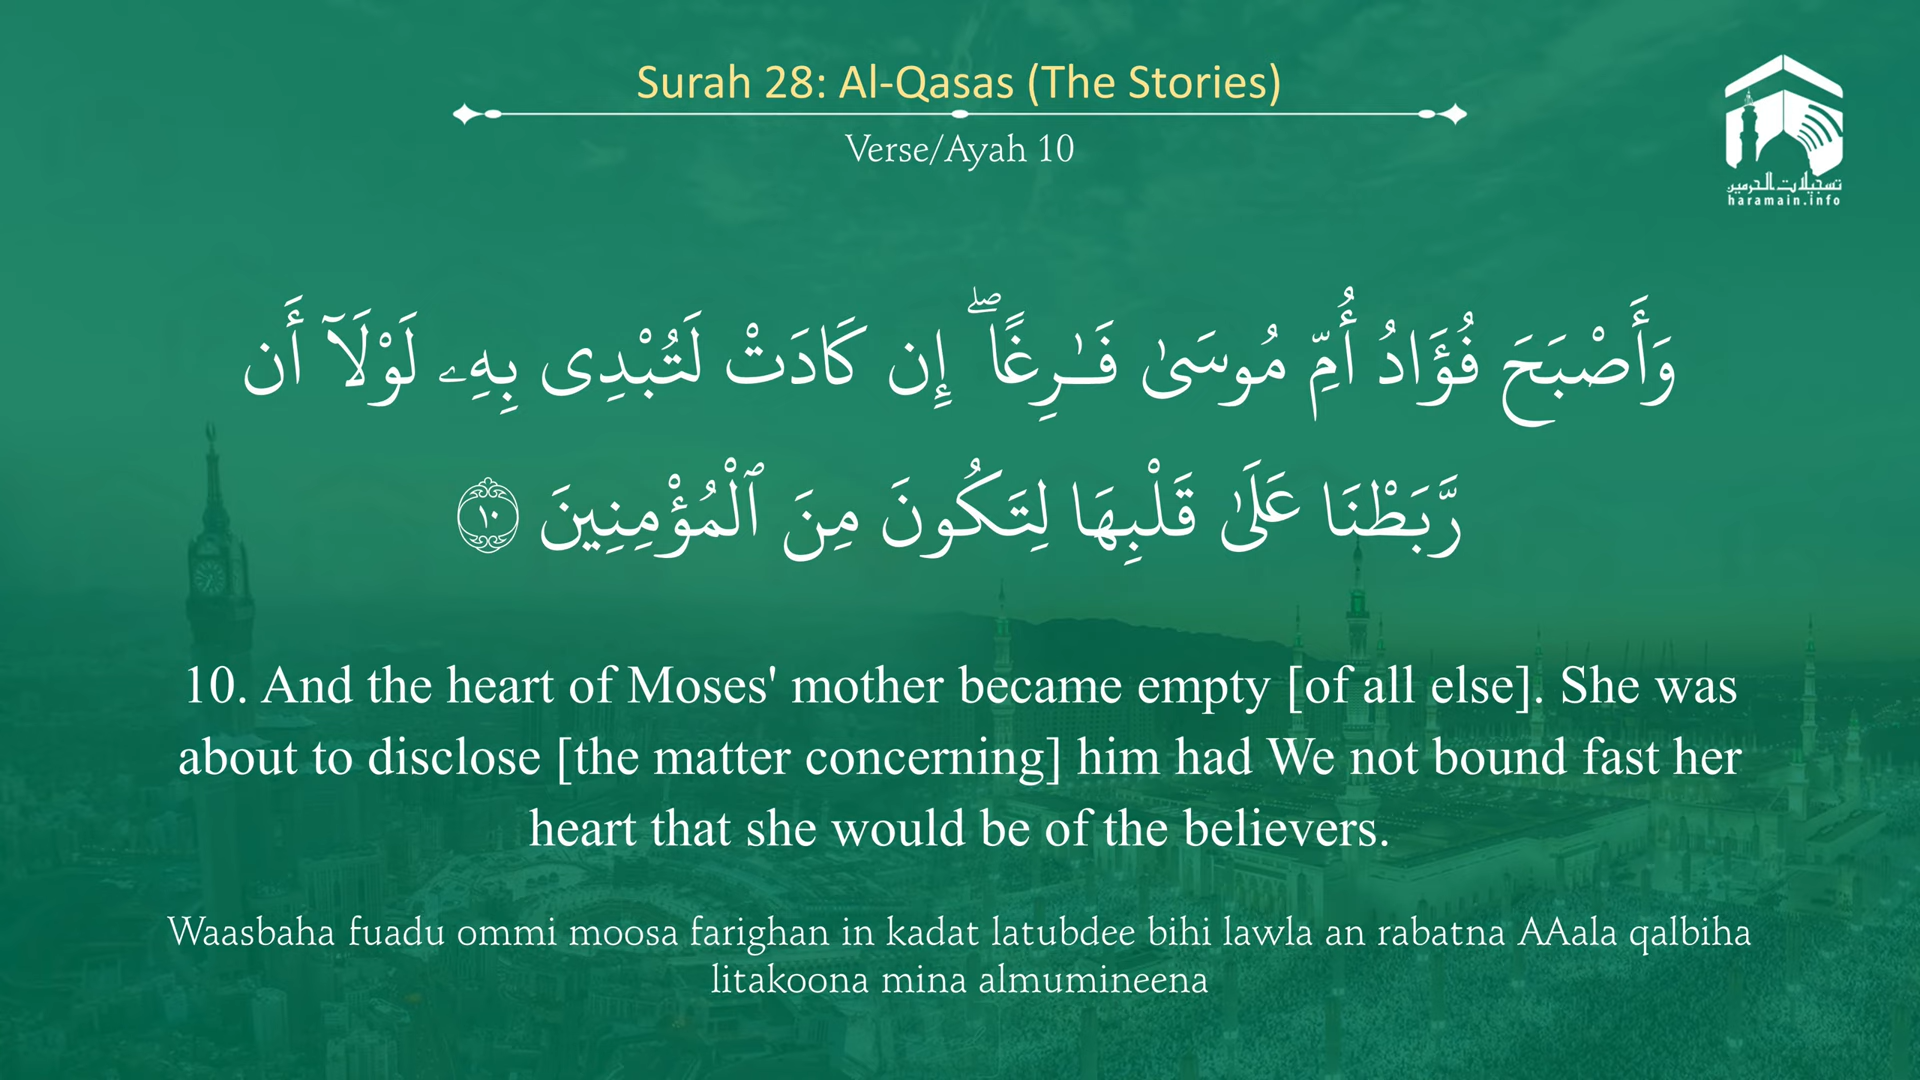 Surah 28: Al-Qasas (The Stories)
Verse/Ayah 10
تسجيلات الحرمين
haramain.info
وَأَصْبَحَ فُؤَادُ أُمِّ مُوسَىٰ فَـٰرِغًا ۖ إِن كَادَتْ لَتُبْدِى بِهِۦ لَوْلَآ أَن
رَّبَطْنَا عَلَىٰ قَلْبِهَا لِتَكُونَ مِنَ ٱلْمُؤْمِنِينَ ١٠
10. And the heart of Moses' mother became empty [of all else]. She was
about to disclose [the matter concerning] him had We not bound fast her
heart that she would be of the believers.
Waasbaha fuadu ommi moosa farighan in kadat latubdee bihi lawla an rabatna AAala qalbiha
litakoona mina almumineena